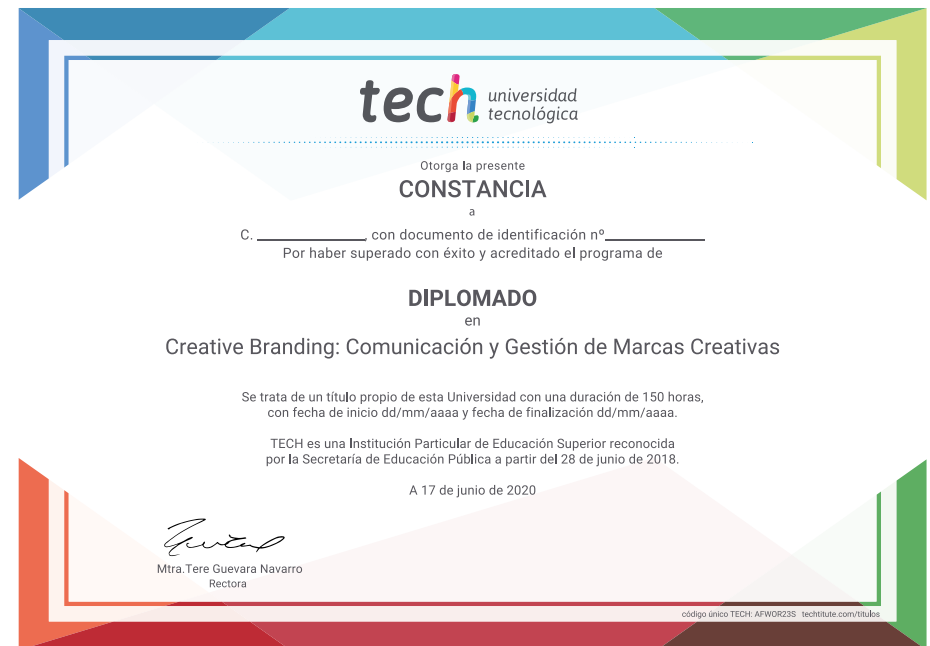 tech universidad
tecnológica
Otorga la presente
CONSTANCIA
a
C. ______________, con documento de identificación nº_____________
Por haber superado con éxito y acreditado el programa de
DIPLOMADO
en
Creative Branding: Comunicación y Gestión de Marcas Creativas
Se trata de un título propio de esta Universidad con una duración de 150 horas,
con fecha de inicio dd/mm/aaaa y fecha de finalización dd/mm/aaaa.
TECH es una Institución Particular de Educación Superior reconocida
por la Secretaría de Educación Pública a partir del 28 de junio de 2018.
A 17 de junio de 2020
Mtra.Tere Guevara Navarro
Rectora
código único TECH: AFWOR23S techtitute.com/titulos